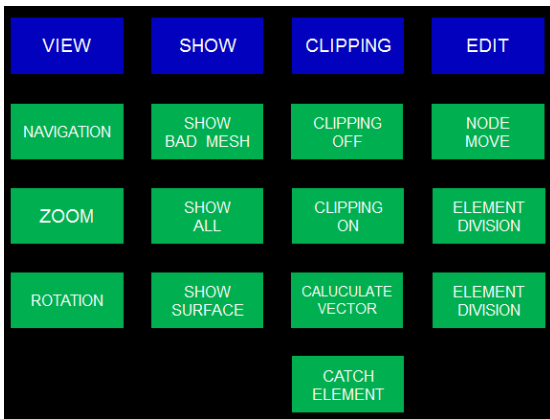 VIEW SHOW CLIPPING EDIT
NAVIGATION
SHOW
BAD MESH
CLIPPING
OFF
NODE
MOVE
ZOOM
SHOW
ALL
CLIPPING
ON
ELEMENT
DIVISION
ROTATION
SHOW
SURFACE
CALUCULATE
VECTOR
ELEMENT
DIVISION
CATCH
ELEMENT